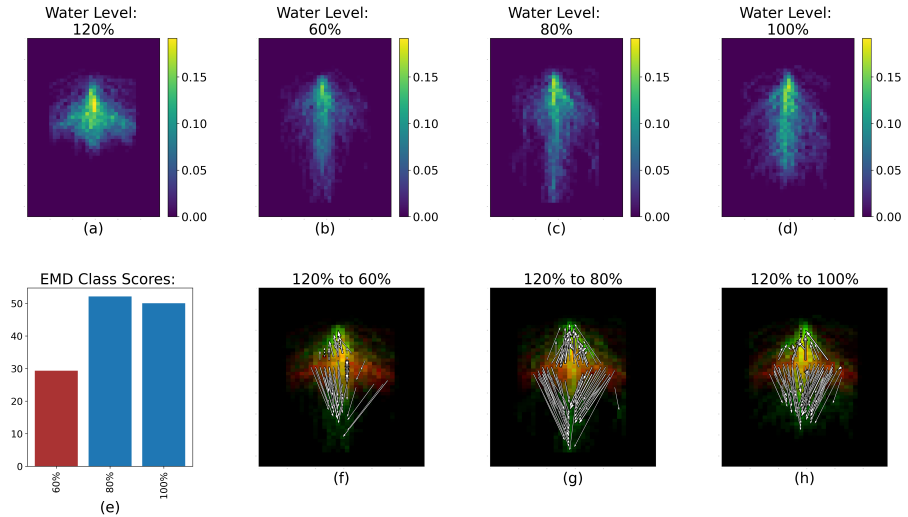 Water Level:
120%
Water Level:
60%
Water Level:
80%
Water Level:
100%
0.15
0.10
0.05
0.00
0.15
0.10
0.05
0.00
0.15
0.10
0.05
0.00
0.15
0.10
0.05
0.00
(a)
(b)
(c)
(d)
EMD Class Scores:
120% to 60%
120% to 80%
120% to 100%
50
40
30
20
10
0
60%
80%
100%
(e)
(f)
(g)
(h)